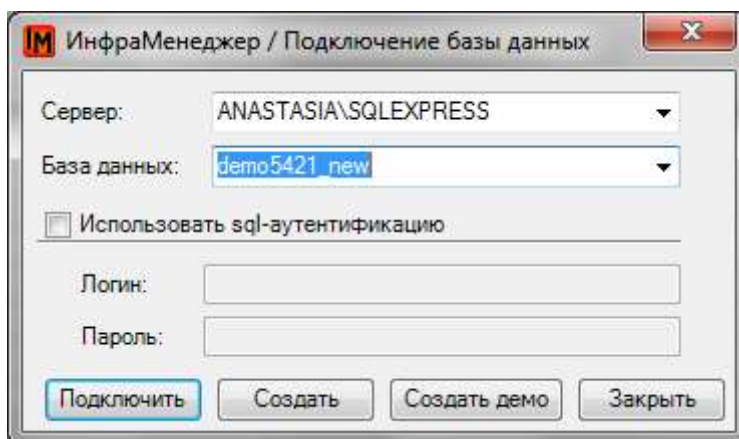 IM ИнфраМенеджер / Подключение базы данных
Сервер: ANASTASIA\SQLEXPRESS
База данных: demo5421_new
Использовать sql-аутентификацию
Логин:
Пароль:
Подключить Создать Создать демо Закрыть